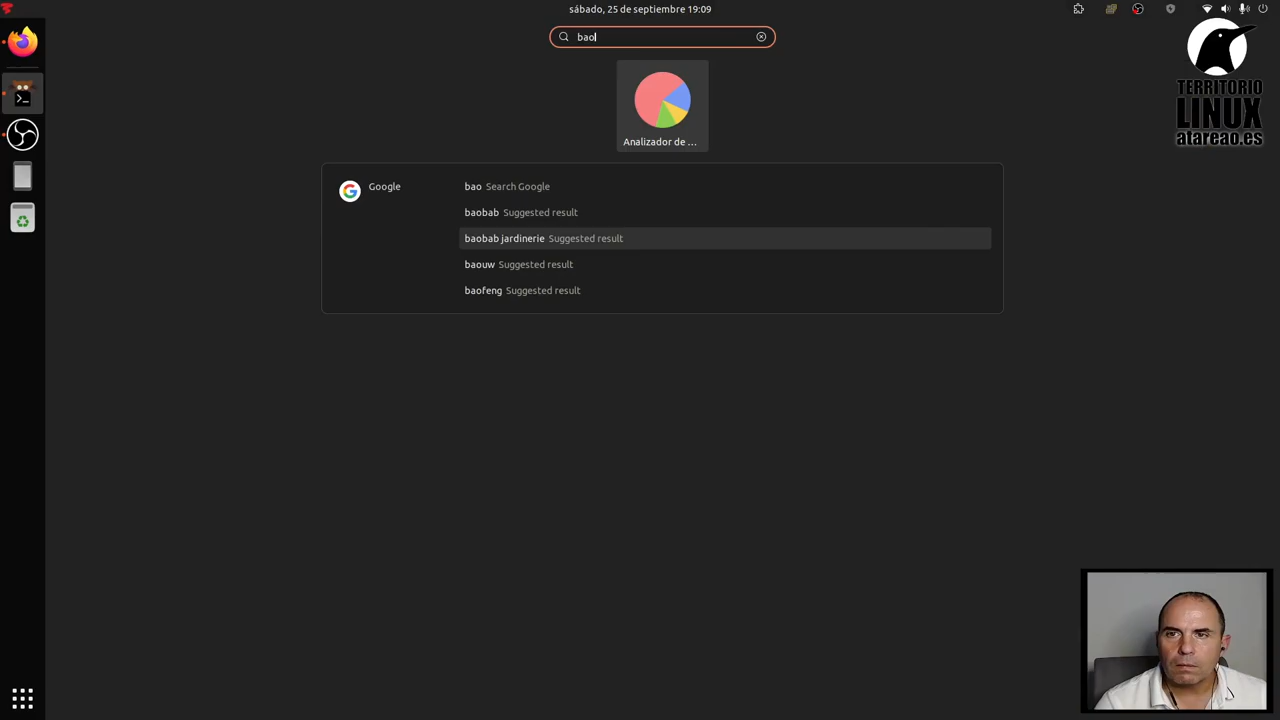 sábado, 25 de septiembre 19:09
bao
Analizador de ...
Google
bao Search Google
baobab Suggested result
baobab jardinerie Suggested result
baouw Suggested result
baofeng Suggested result
TERRITORIO
LINUX
atareao.es